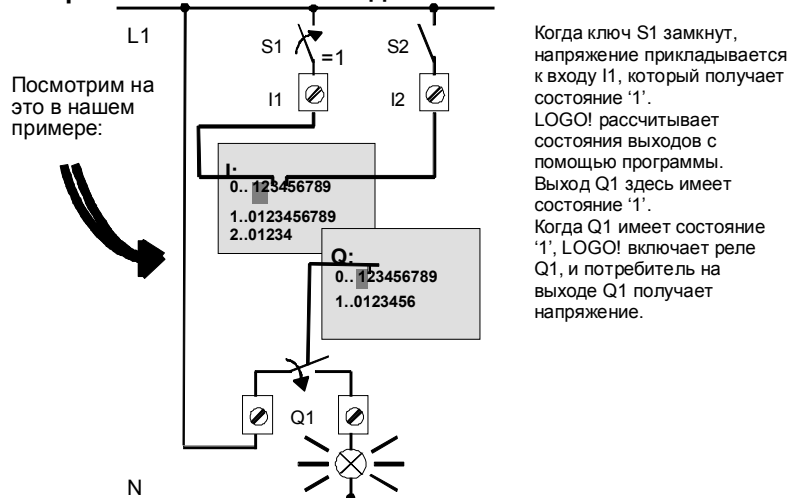 L1
S1
=1
S2
I1
I2
Посмотрим на
это в нашем
примере:
I:
0.. 123456789
1..0123456789
2..01234
Q:
0.. 123456789
1..0123456
Q1
N
Когда ключ S1 замкнут,
напряжение прикладывается
к входу I1, который получает
состояние ‘1’.
LOGO! рассчитывает
состояния выходов с
помощью программы.
Выход Q1 здесь имеет
состояние ‘1’.
Когда Q1 имеет состояние
‘1’, LOGO! включает реле
Q1, и потребитель на
выходе Q1 получает
напряжение.